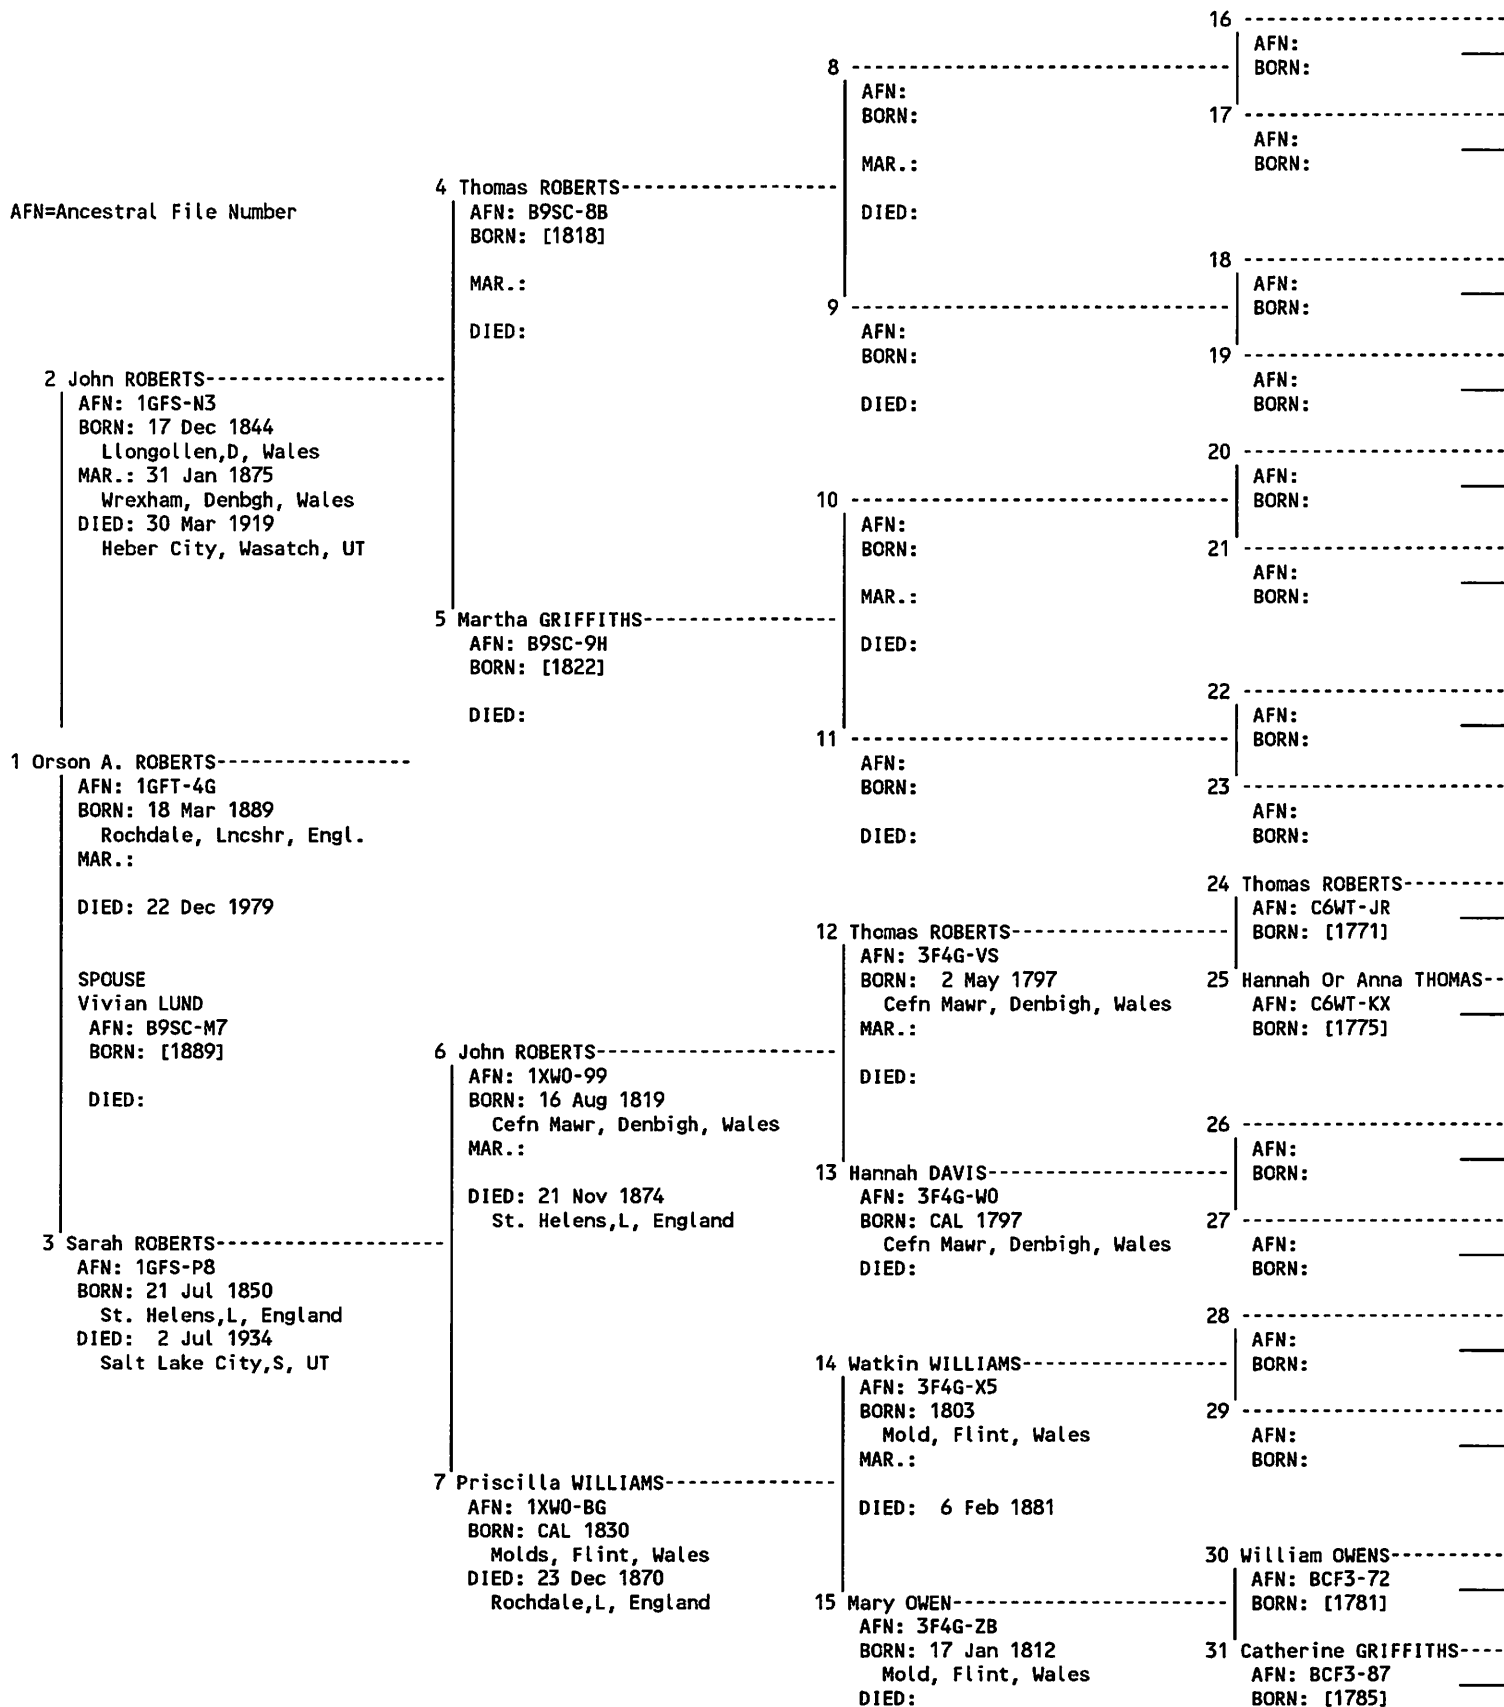 AFN=Ancestral File Number
1 Orson A. ROBERTS
AFN: 1GFT-4G
BORN: 18 Mar 1889
Rochdale, Lncshr, Engl.
MAR.:
DIED: 22 Dec 1979
SPOUSE
Vivian LUND
AFN: B9SC-M7
BORN: [1889]
DIED:
2 John ROBERTS
AFN: 1GFS-N3
BORN: 17 Dec 1844
Llongollen,D, Wales
MAR.: 31 Jan 1875
Wrexham, Denbgh, Wales
DIED: 30 Mar 1919
Heber City, Wasatch, UT
3 Sarah ROBERTS
AFN: 1GFS-P8
BORN: 21 Jul 1850
St. Helens,L, England
DIED: 2 Jul 1934
Salt Lake City,S, UT
4 Thomas ROBERTS
AFN: B9SC-8B
BORN: [1818]
MAR.:
DIED:
5 Martha GRIFFITHS
AFN: B9SC-9H
BORN: [1822]
DIED:
6 John ROBERTS
AFN: 1XW0-99
BORN: 16 Aug 1819
Cefn Mawr, Denbigh, Wales
MAR.:
DIED: 21 Nov 1874
St. Helens,L, England
7 Priscilla WILLIAMS
AFN: 1XW0-BG
BORN: CAL 1830
Molds, Flint, Wales
DIED: 23 Dec 1870
Rochdale,L, England
8
AFN:
BORN:
MAR.:
DIED:
9
AFN:
BORN:
DIED:
10
AFN:
BORN:
MAR.:
DIED:
11
AFN:
BORN:
DIED:
12 Thomas ROBERTS
AFN: 3F4G-VS
BORN: 2 May 1797
Cefn Mawr, Denbigh, Wales
MAR.:
DIED:
13 Hannah DAVIS
AFN: 3F4G-W0
BORN: CAL 1797
Cefn Mawr, Denbigh, Wales
DIED:
14 Watkin WILLIAMS
AFN: 3F4G-X5
BORN: 1803
Mold, Flint, Wales
MAR.:
DIED: 6 Feb 1881
15 Mary OWEN
AFN: 3F4G-ZB
BORN: 17 Jan 1812
Mold, Flint, Wales
DIED:
16
AFN:
BORN:
17
AFN:
BORN:
18
AFN:
BORN:
19
AFN:
BORN:
20
AFN:
BORN:
21
AFN:
BORN:
22
AFN:
BORN:
23
AFN:
BORN:
24 Thomas ROBERTS
AFN: C6WT-JR
BORN: [1771]
25 Hannah Or Anna THOMAS
AFN: C6WT-KX
BORN: [1775]
26
AFN:
BORN:
27
AFN:
BORN:
28
AFN:
BORN:
29
AFN:
BORN:
30 William OWENS
AFN: BCF3-72
BORN: [1781]
31 Catherine GRIFFITHS
AFN: BCF3-87
BORN: [1785]